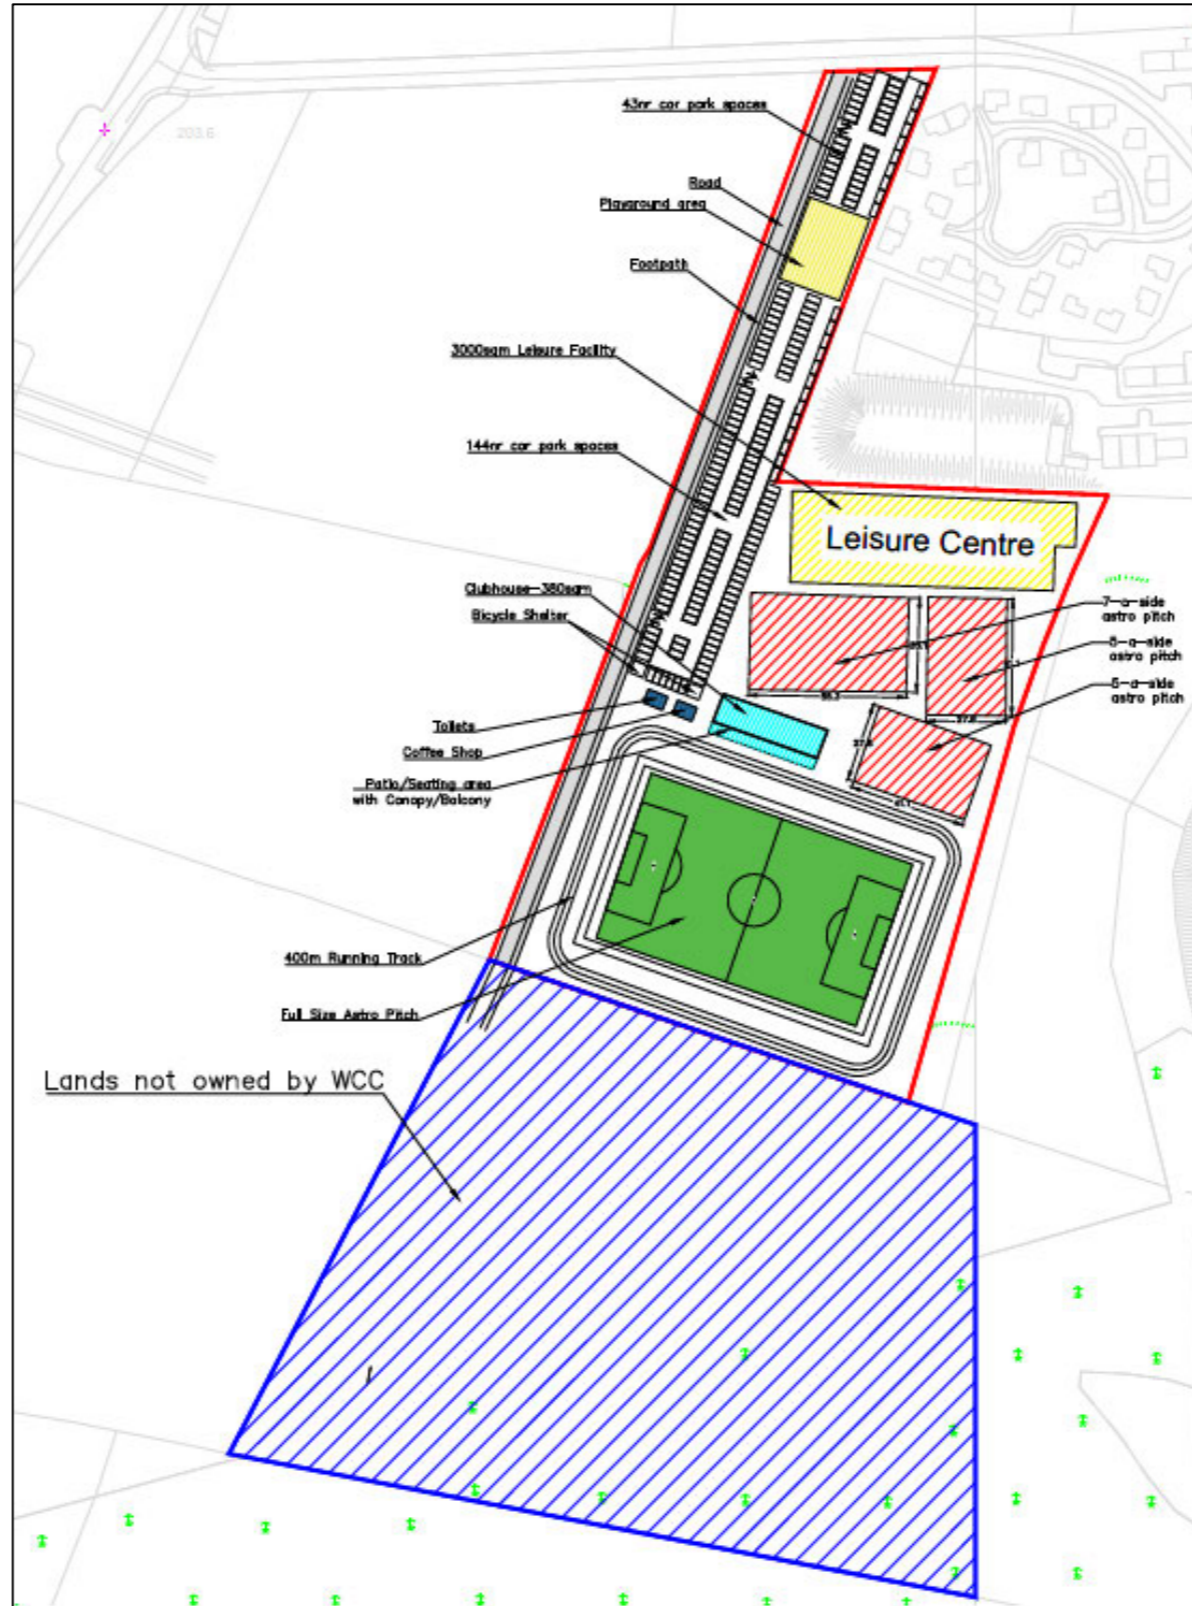 43nr car park spaces
203.6
Road
Playground area
Footpath
3000sqm Leisure Facility
144nr car park spaces
Leisure Centre
Clubhouse-380sqm
Bicycle Shelter
7-a-side
astro pitch
astro pitch
5-a-side
astro pitch
Toilets
Coffee Shop
Patio/Seating area
with Canopy/Balcony
400m Running Track
Full Size Astro Pitch
Lands not owned by WCC